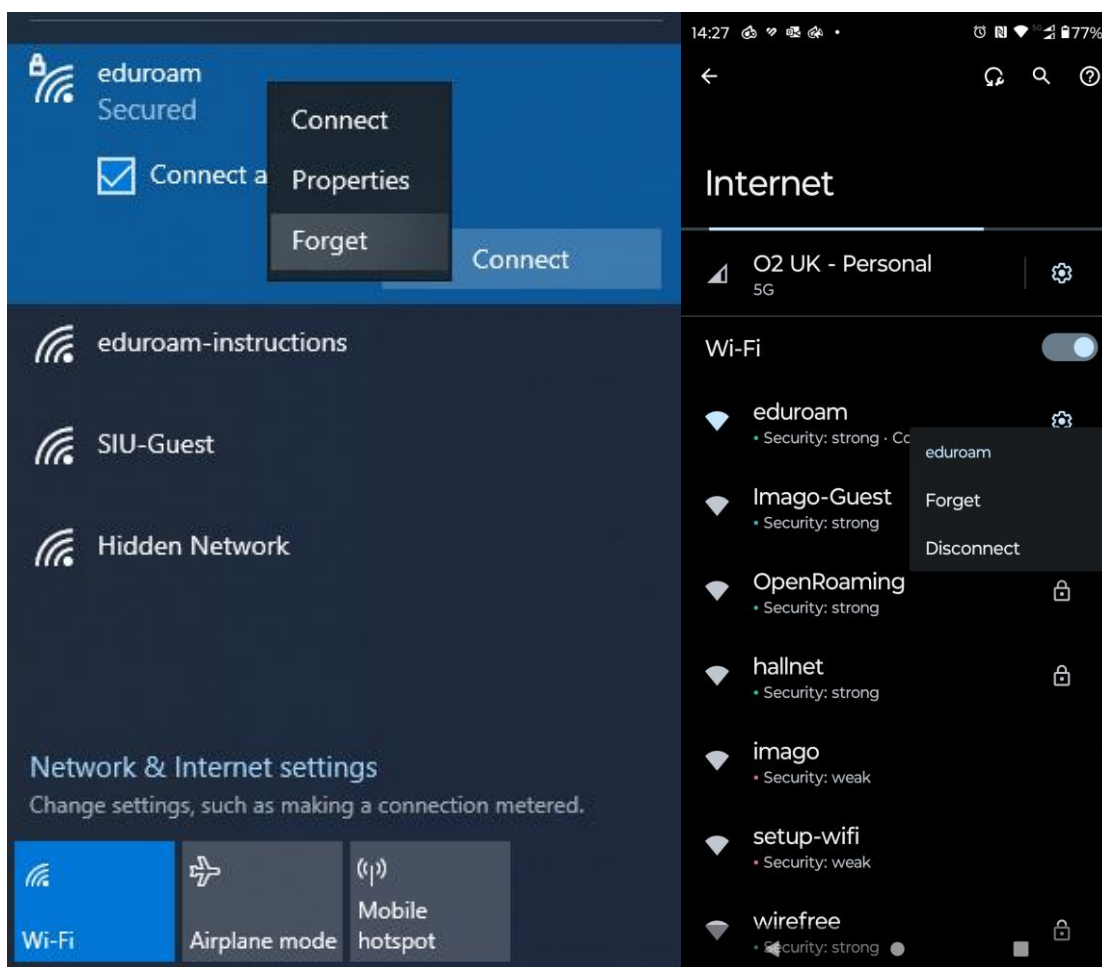 eduroam
Secured
Connect a
Connect
Properties
Forget
Connect
eduroam-instructions
SIU-Guest
Hidden Network
Network & Internet settings
Change settings, such as making a connection metered.
Wi-Fi
Airplane mode
Mobile
hotspot
14:27
5G
77%
Internet
O2 UK - Personal
5G
Wi-Fi
eduroam
• Security: strong · Co
eduroam
Forget
Disconnect
Imago-Guest
• Security: strong
OpenRoaming
• Security: strong
hallnet
• Security: strong
imago
• Security: weak
setup-wifi
• Security: weak
wirefree
• Security: strong